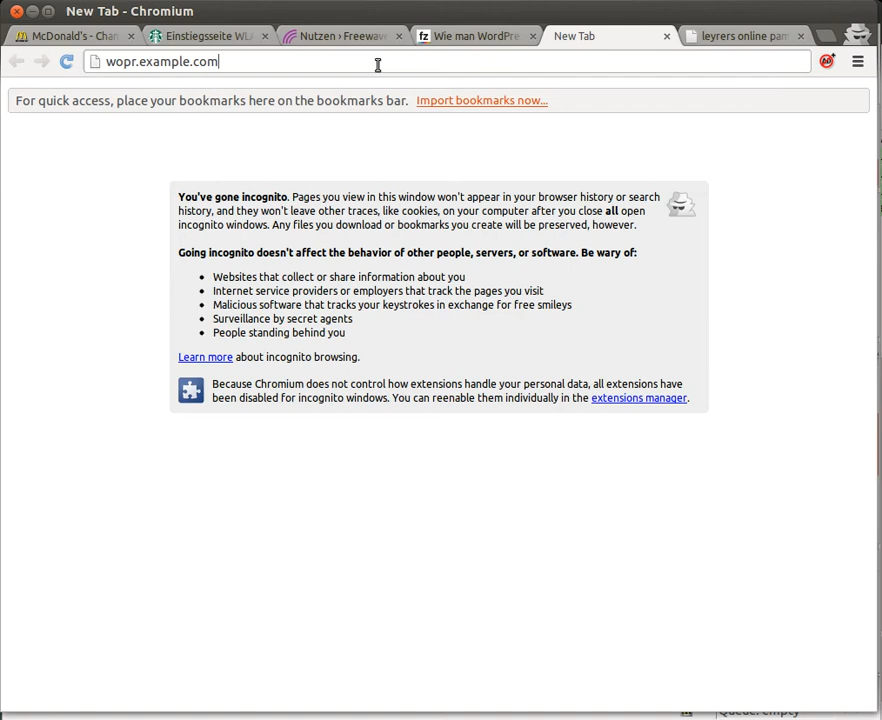 New Tab - Chromium
McDonald's - Chan
Einstiegsseite WLA
Nutzen › Freewave
fz Wie man WordPre
New Tab
leyrers online pam
wopr.example.com
For quick access, place your bookmarks here on the bookmarks bar. Import bookmarks now...
You've gone incognito. Pages you view in this window won't appear in your browser history or search
history, and they won't leave other traces, like cookies, on your computer after you close all open
incognito windows. Any files you download or bookmarks you create will be preserved, however.
Going incognito doesn't affect the behavior of other people, servers, or software. Be wary of:
• Websites that collect or share information about you
• Internet service providers or employers that track the pages you visit
• Malicious software that tracks your keystrokes in exchange for free smileys
• Surveillance by secret agents
• People standing behind you
Learn more about incognito browsing.
Because Chromium does not control how extensions handle your personal data, all extensions have
been disabled for incognito windows. You can reenable them individually in the extensions manager.
Queue: empty